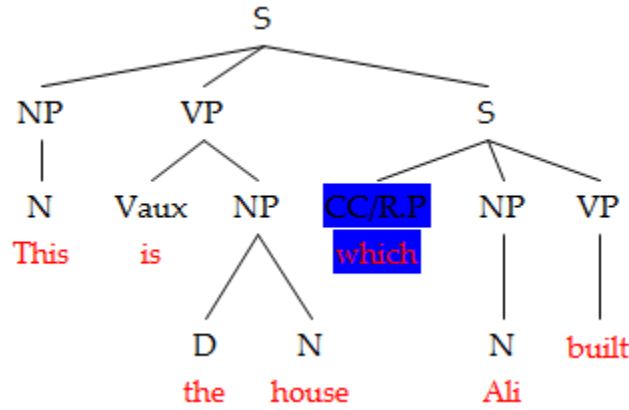 S
NP VP S
N Vaux NP CC/R.P NP VP
This is which
D N N built
the house Ali